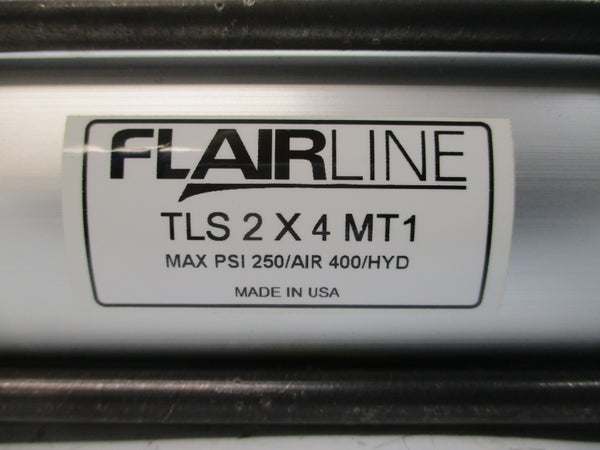 FLAIRLINE
TLS 2 X 4 MT1
MAX PSI 250/AIR 400/HYD
MADE IN USA